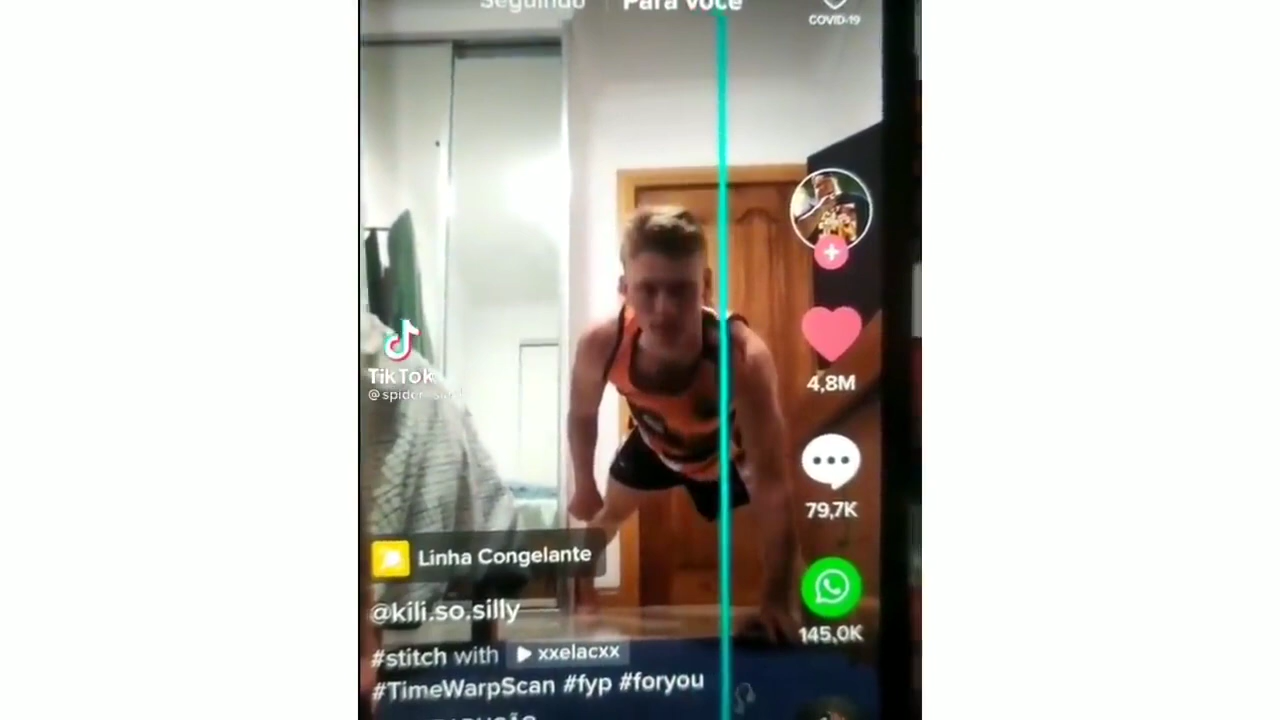 Seguindo
Para você
COVID-19
TikTok
4,8M
79,7K
Linha Congelante
@kili.so.silly
145,0K
#stitch with xxelacxx
#TimeWarpScan #fyp #foryou